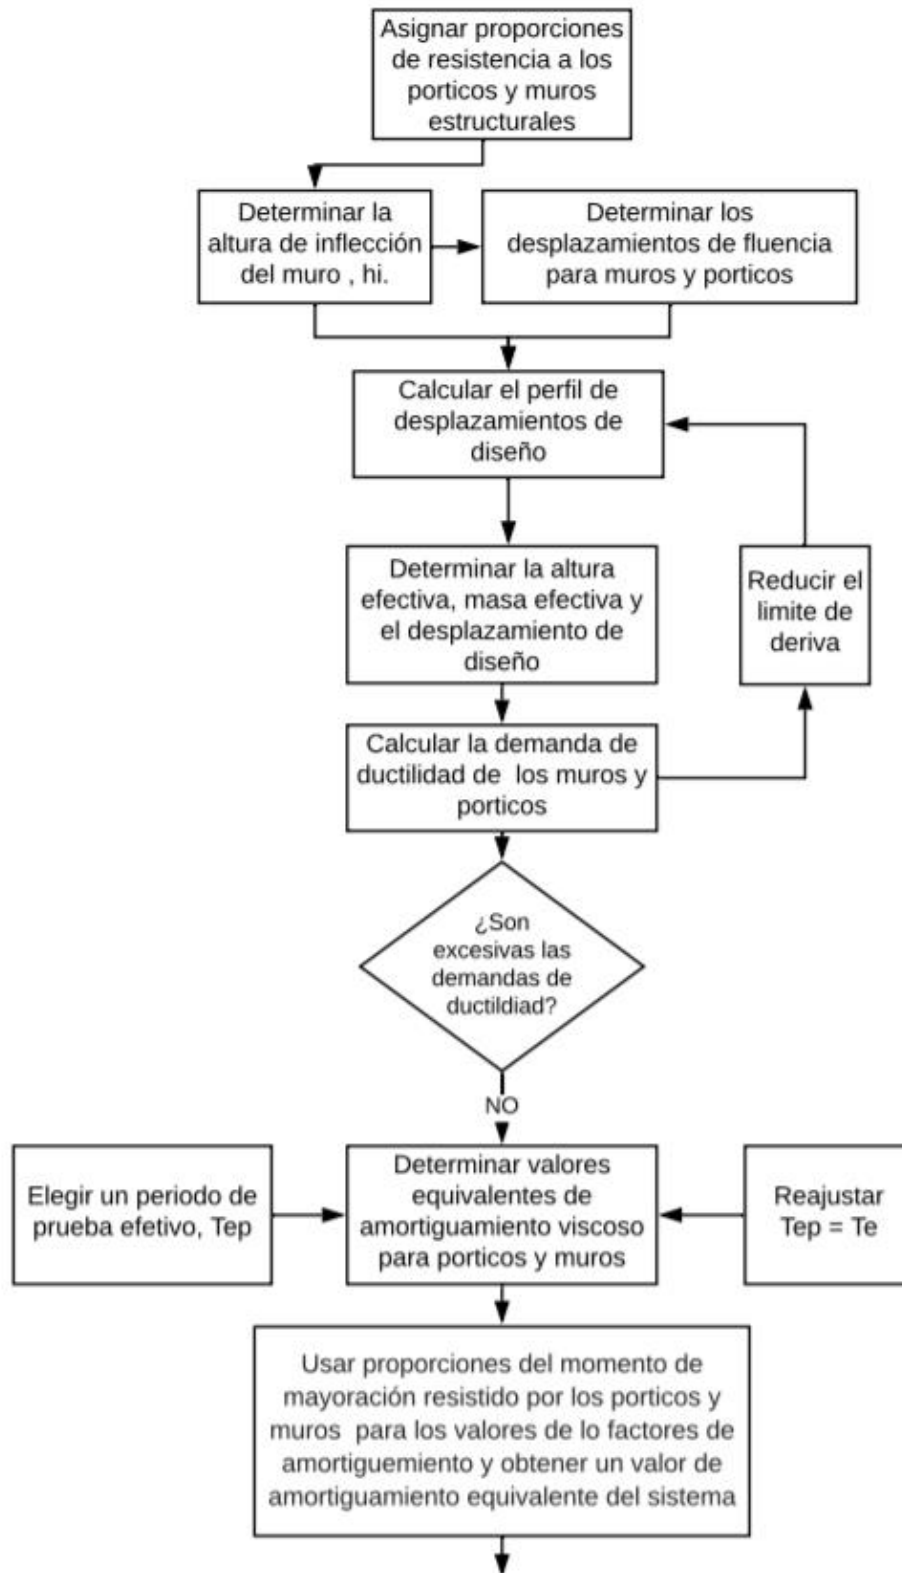 Asignar proporciones
de resistencia a los
porticos y muros
estructurales
Determinar la
altura de inflección
del muro , hi.
Determinar los
desplazamientos de fluencia
para muros y porticos
Calcular el perfil de
desplazamientos de
diseño
Determinar la altura
efectiva, masa efectiva y
el desplazamiento de
diseño
Reducir el
limite de
deriva
Calcular la demanda de
ductilidad de los muros y
porticos
¿Son
excesivas las
demandas de
ductildiad?
NO
Elegir un periodo de
prueba efetivo, Tep
Determinar valores
equivalentes de
amortiguamiento viscoso
para porticos y muros
Reajustar
Tep = Te
Usar proporciones del momento de
mayoración resistido por los porticos y
muros para los valores de lo factores de
amortiguemiento y obtener un valor de
amortiguamiento equivalente del sistema